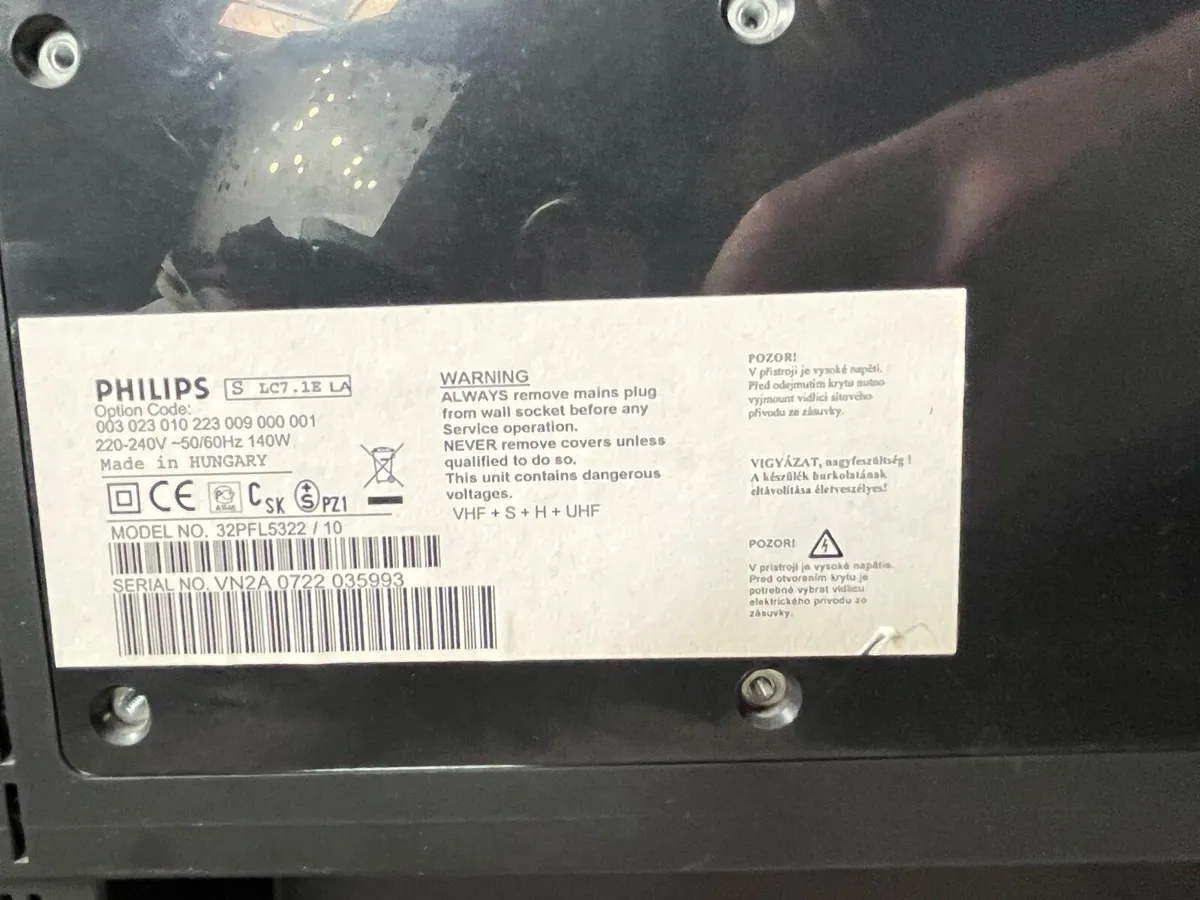 PHILIPS S LC7.1E LA
Option Code:
003 023 010 223 009 000 001
220-240V ~50/60Hz 140W
Made in HUNGARY
CE PC CSK +S PZ1
MODEL NO. 32PFL5322 / 10
SERIAL NO. VN2A 0722 035993
WARNING
ALWAYS remove mains plug
from wall socket before any
Service operation.
NEVER remove covers unless
qualified to do so.
This unit contains dangerous
voltages.
VHF + S + H + UHF
POZOR!
V přístroji je vysoké napětí.
Před odejmutím krytu nutno
vyjmount vidlici síťového
přívodu ze zásuvky.
VIGYÁZAT, nagyfeszültség !
A készülék burkolatának
eltávolítása életveszélyes!
POZOR!
V prístroji je vysoké napätie.
Pred otvorením krytu je
potrebné vybrat vidlicu
elektrického prívodu zo
zásuvky.